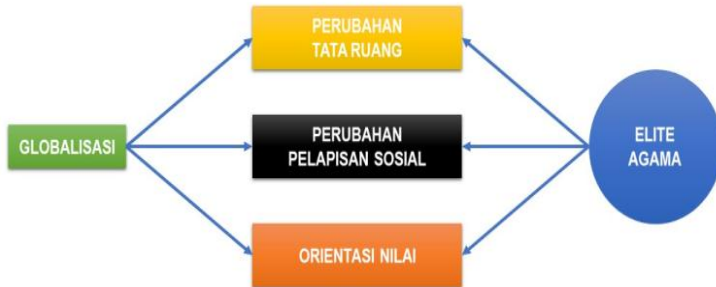 PERUBAHAN
TATA RUANG
GLOBALISASI
PERUBAHAN
PELAPISAN SOSIAL
ELITE
AGAMA
ORIENTASI NILAI